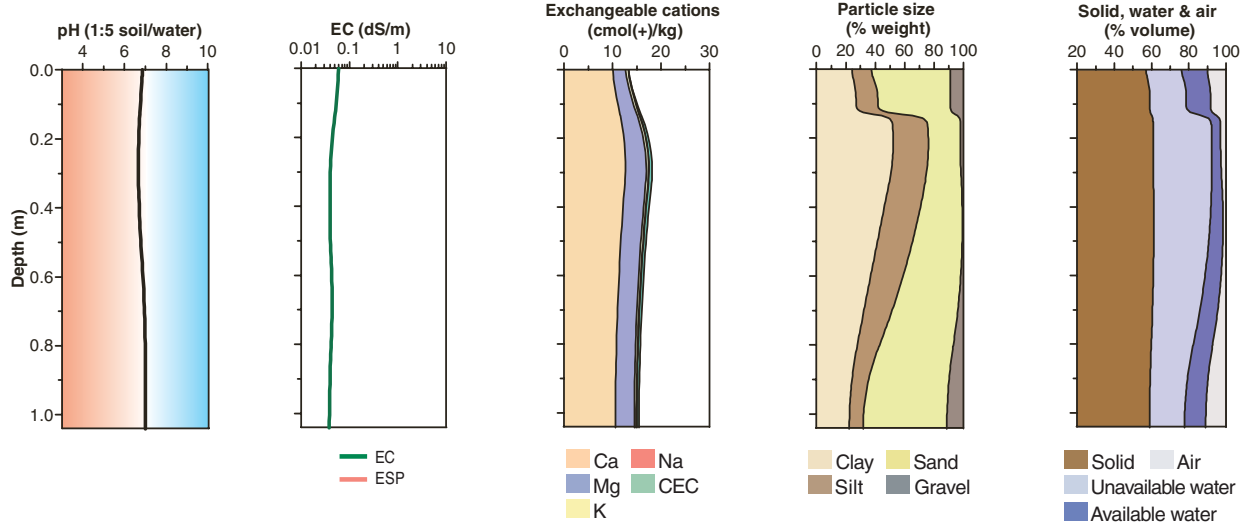 pH (1:5 soil/water)
4 6 8 10
0.0
0.2
0.4
0.6
0.8
1.0
Depth (m)
EC (dS/m)
0.01 0.1 1 10
EC
ESP
Exchangeable cations
(cmol(+)/kg)
0 10 20 30
Ca Na
Mg CEC
K
Particle size
(% weight)
0 20 40 60 80 100
Clay Sand
Silt Gravel
Solid, water & air
(% volume)
20 40 60 80 100
Solid Air
Unavailable water
Available water